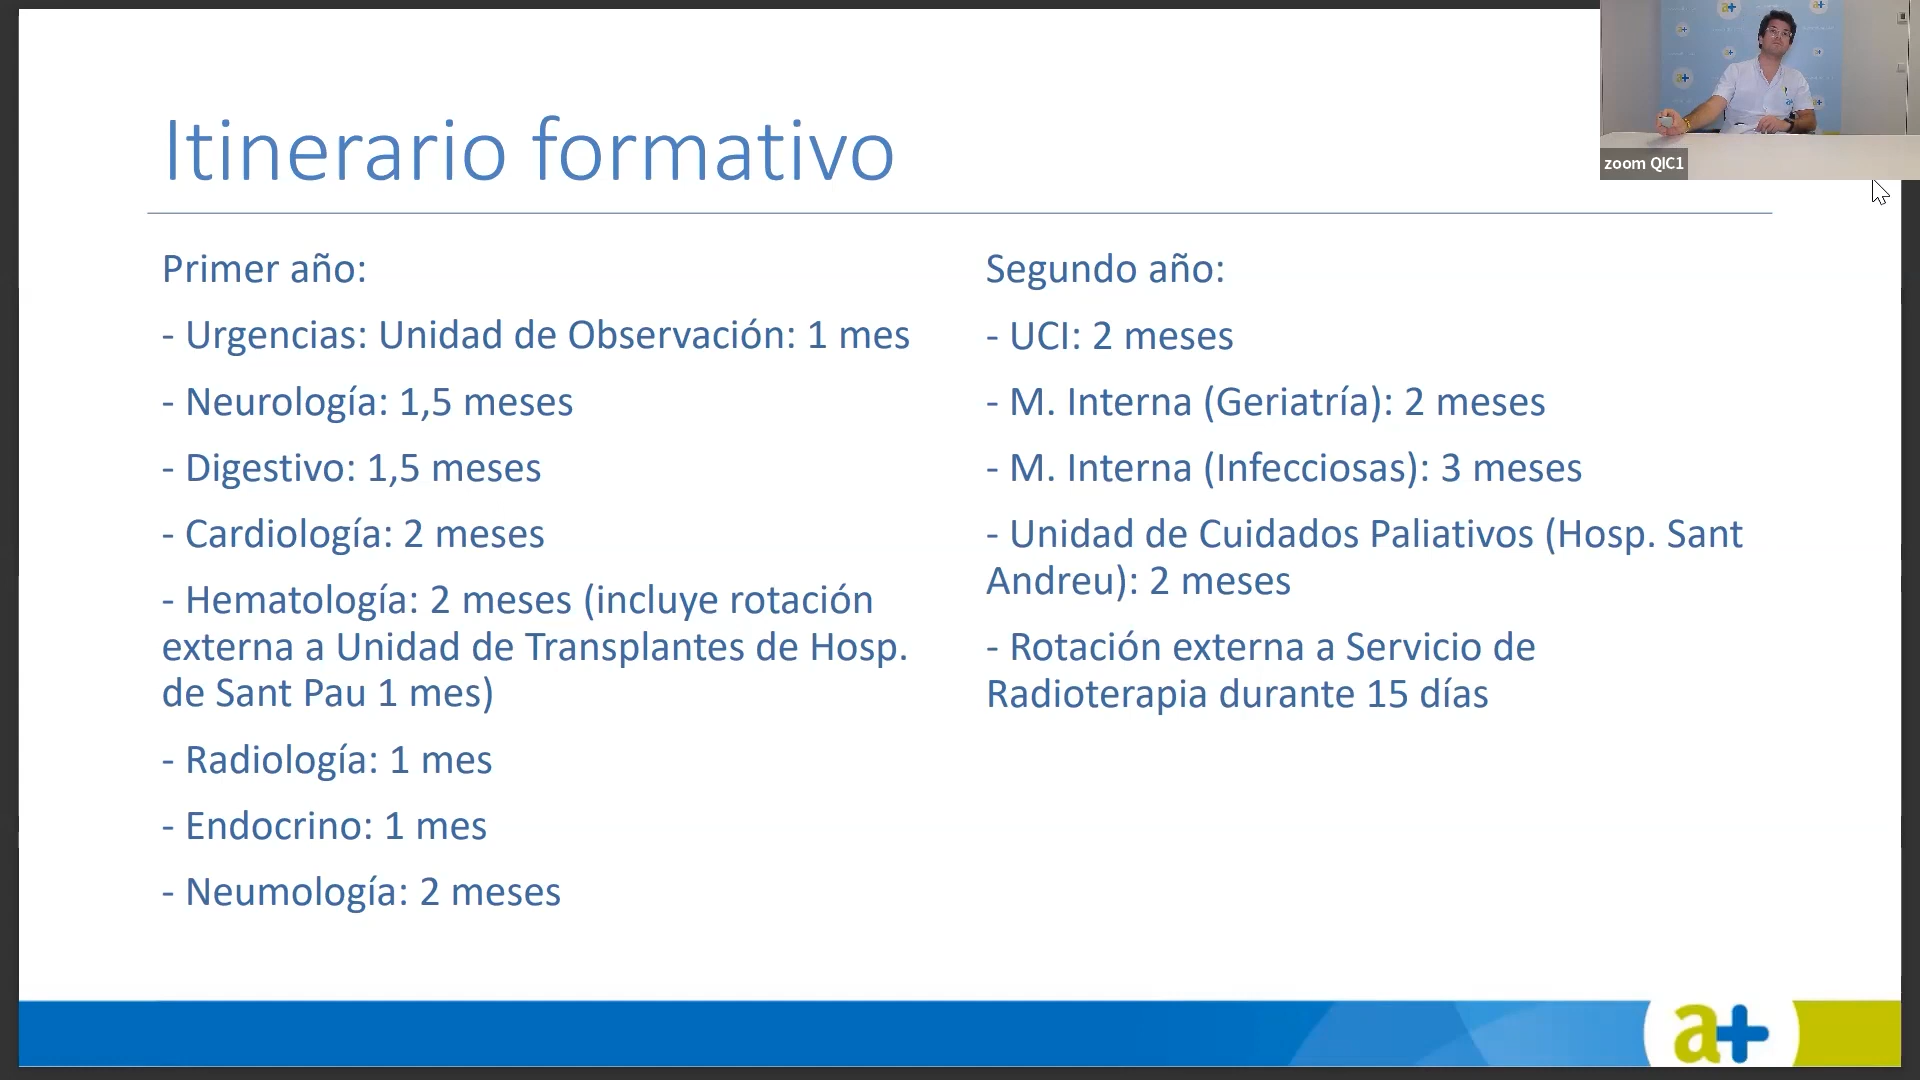 Itinerario formativo
zoom QIC1
Primer año:
- Urgencias: Unidad de Observación: 1 mes
- Neurología: 1,5 meses
- Digestivo: 1,5 meses
- Cardiología: 2 meses
- Hematología: 2 meses (incluye rotación
externa a Unidad de Transplantes de Hosp.
de Sant Pau 1 mes)
- Radiología: 1 mes
- Endocrino: 1 mes
- Neumología: 2 meses
Segundo año:
- UCI: 2 meses
- M. Interna (Geriatría): 2 meses
- M. Interna (Infecciosas): 3 meses
- Unidad de Cuidados Paliativos (Hosp. Sant
Andreu): 2 meses
- Rotación externa a Servicio de
Radioterapia durante 15 días
a+